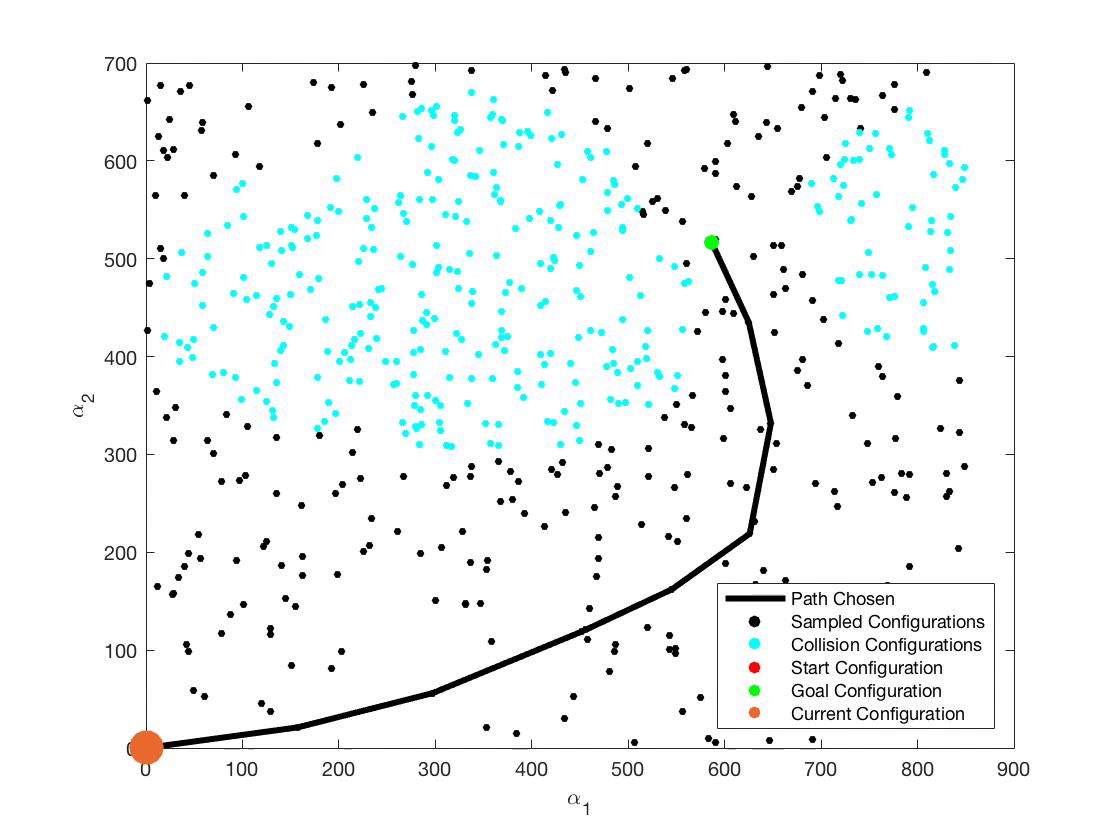 700
600
500
400
300
200
100
0
α2
0 100 200 300 400 500 600 700 800 900
α1
Path Chosen
Sampled Configurations
Collision Configurations
Start Configuration
Goal Configuration
Current Configuration